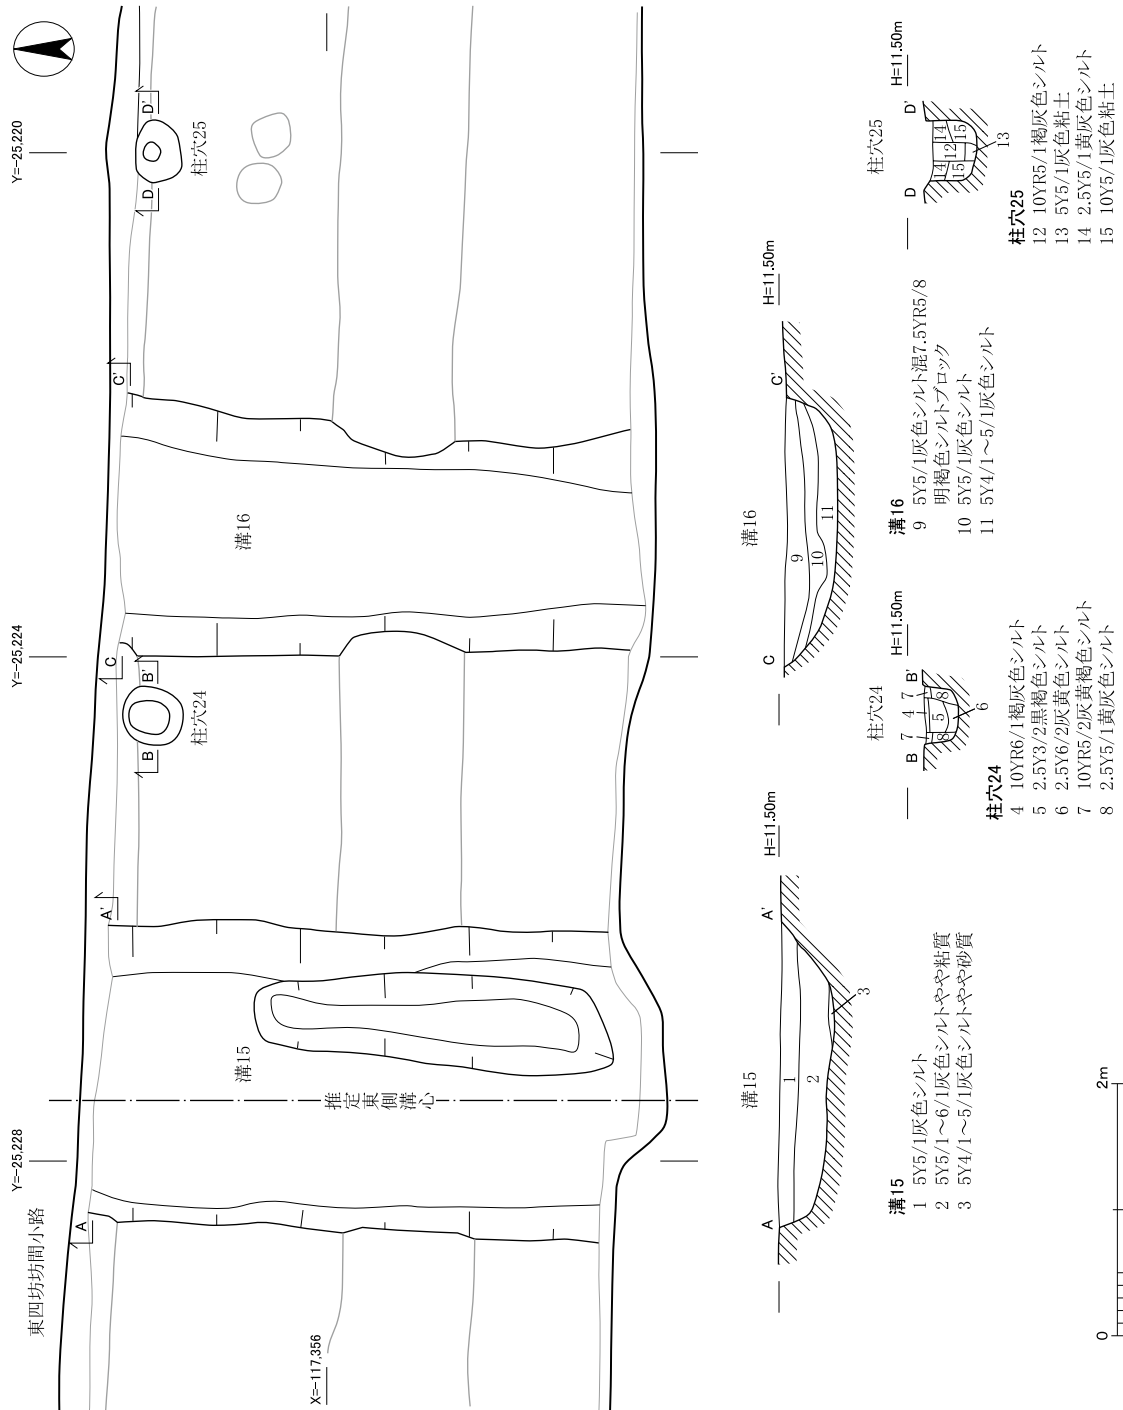 東四坊坊間小路
Y=-25,228
Y=-25,224
Y=-25,220
X=-117,356
A
A'
B
B'
C
C'
D
D'
溝15
推定東側溝心
柱穴24
溝16
柱穴25
溝15
A
A'
H=11.50m
1
2
3
溝16
C
C'
H=11.50m
9
10
11
柱穴24
B
B'
H=11.50m
7
4
7
8
5
8
6
柱穴25
D
D'
H=11.50m
14
12
14
15
15
13
溝15
1 5Y5/1灰色シルト
2 5Y5/1～6/1灰色シルトやや粘質
3 5Y4/1～5/1灰色シルトやや砂質
柱穴24
4 10YR6/1褐灰色シルト
5 2.5Y3/2黒褐色シルト
6 2.5Y6/2灰黄色シルト
7 10YR5/2灰黄褐色シルト
8 2.5Y5/1黄灰色シルト
溝16
9 5Y5/1灰色シルト混7.5YR5/8
明褐色シルトブロック
10 5Y5/1灰色シルト
11 5Y4/1～5/1灰色シルト
柱穴25
12 10YR5/1褐灰色シルト
13 5Y5/1灰色粘土
14 2.5Y5/1黄灰色シルト
15 10Y5/1灰色粘土
0
2m